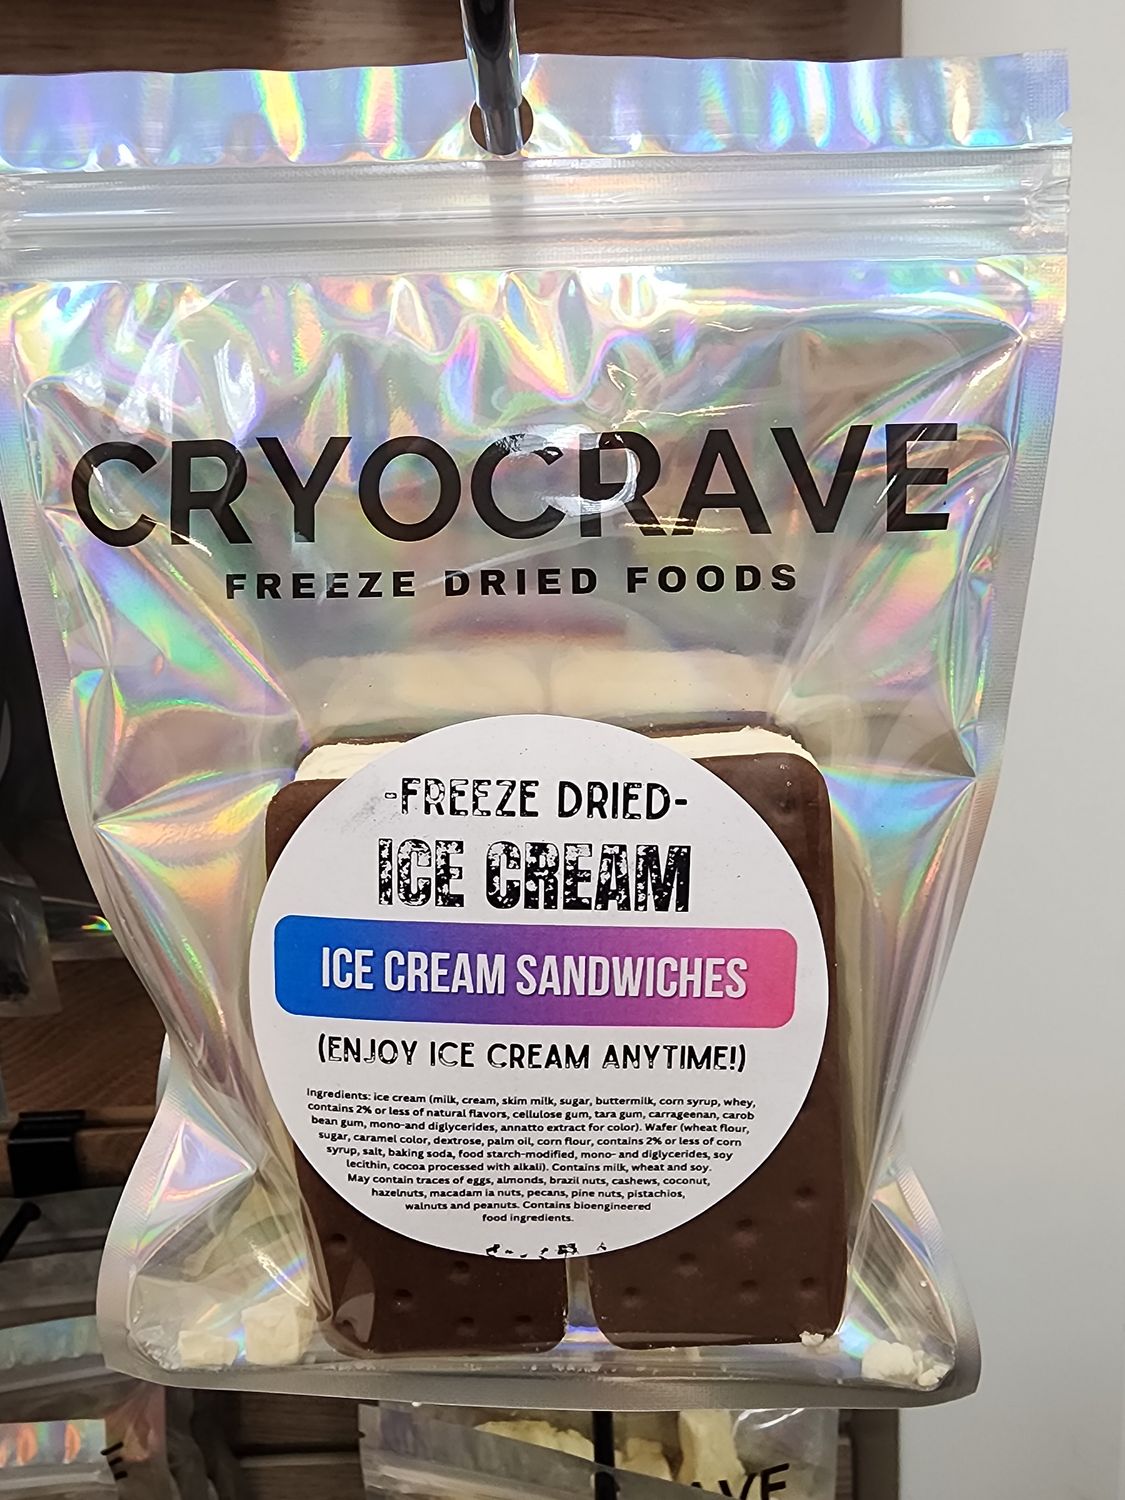 CRYOCRAVE
FREEZE DRIED FOODS
-FREEZE DRIED-
ICE CREAM
ICE CREAM SANDWICHES
(ENJOY ICE CREAM ANYTIME!)
Ingredients: ice cream (milk, cream, skim milk, sugar, buttermilk, corn syrup, whey,
contains 2% or less of natural flavors, cellulose gum, tara gum, carrageenan, carob
bean gum, mono-and diglycerides, annatto extract for color). Wafer (wheat flour,
sugar, caramel color, dextrose, palm oil, corn flour, contains 2% or less of corn
syrup, salt, baking soda, food starch-modified, mono- and diglycerides, soy
lecithin, cocoa processed with alkali). Contains milk, wheat and soy.
May contain traces of eggs, almonds, brazil nuts, cashews, coconut,
hazelnuts, macadam ia nuts, pecans, pine nuts, pistachios,
walnuts and peanuts. Contains bioengineered
food ingredients.